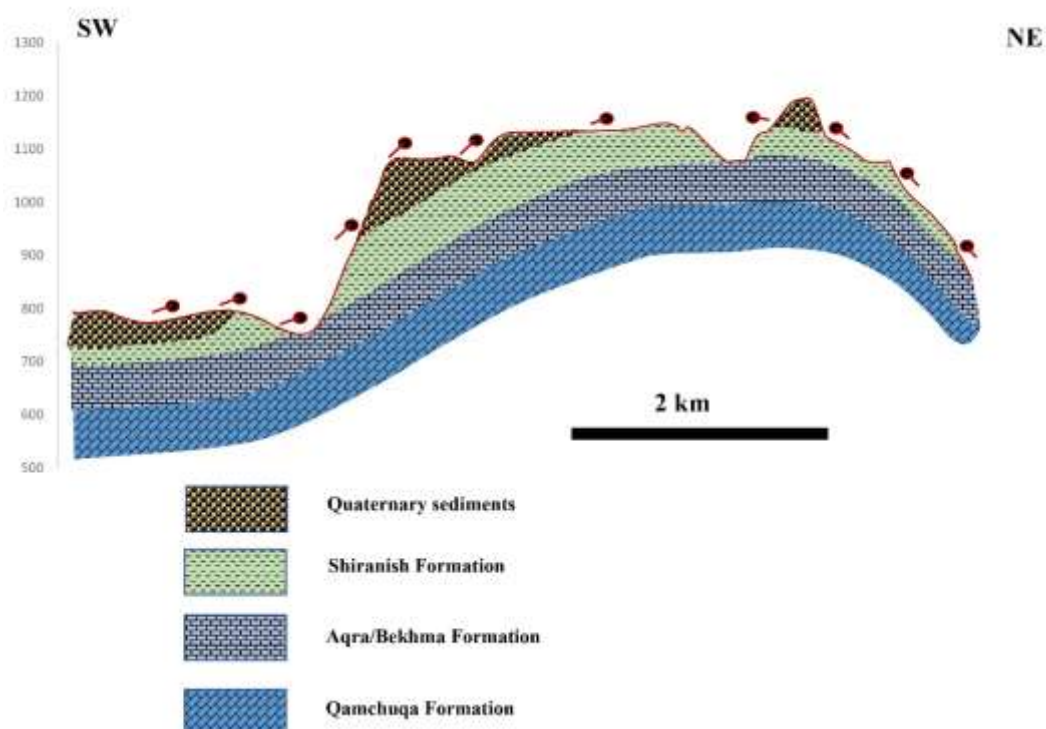 SW
NE
1300
1200
1100
1000
900
800
700
600
500
2 km
Quaternary sediments
Shiranish Formation
Aqra/Bekhma Formation
Qamchuqa Formation